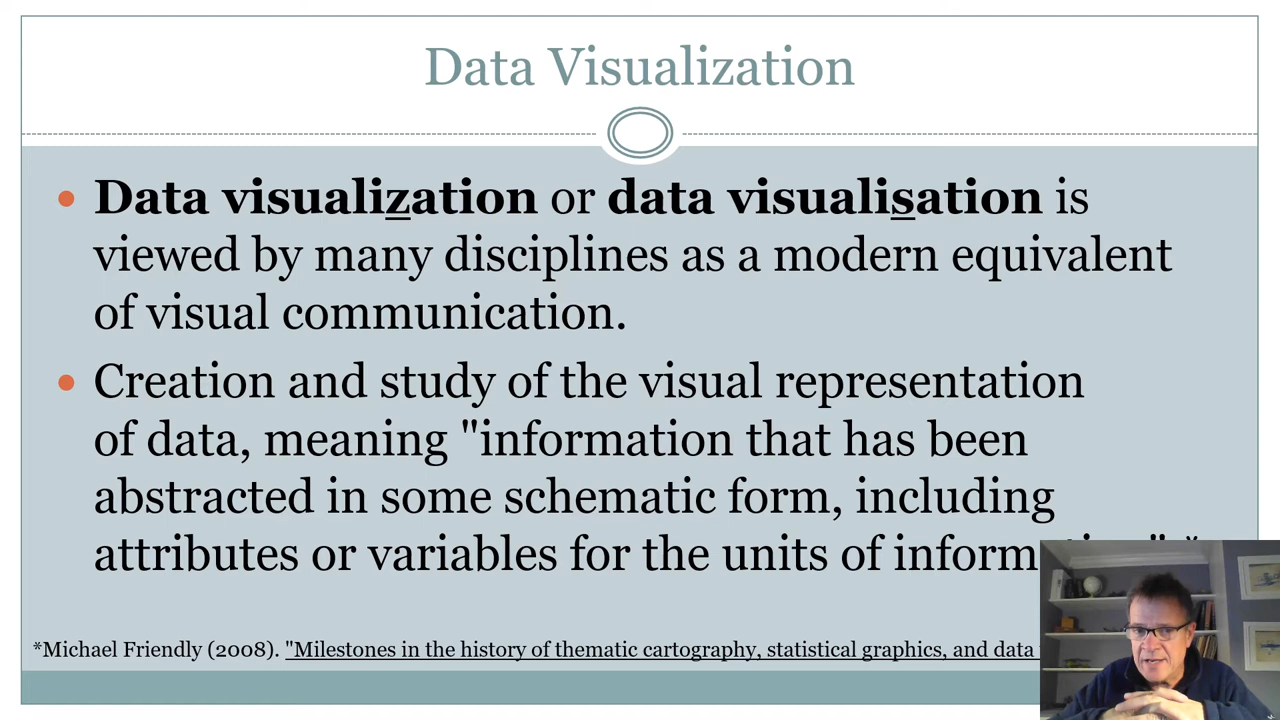 Data Visualization
• Data visualization or data visualisation is
viewed by many disciplines as a modern equivalent
of visual communication.
• Creation and study of the visual representation
of data, meaning "information that has been
abstracted in some schematic form, including
attributes or variables for the units of
*Michael Friendly (2008). "Milestones in the history of thematic cartography, statistical graphics, and data